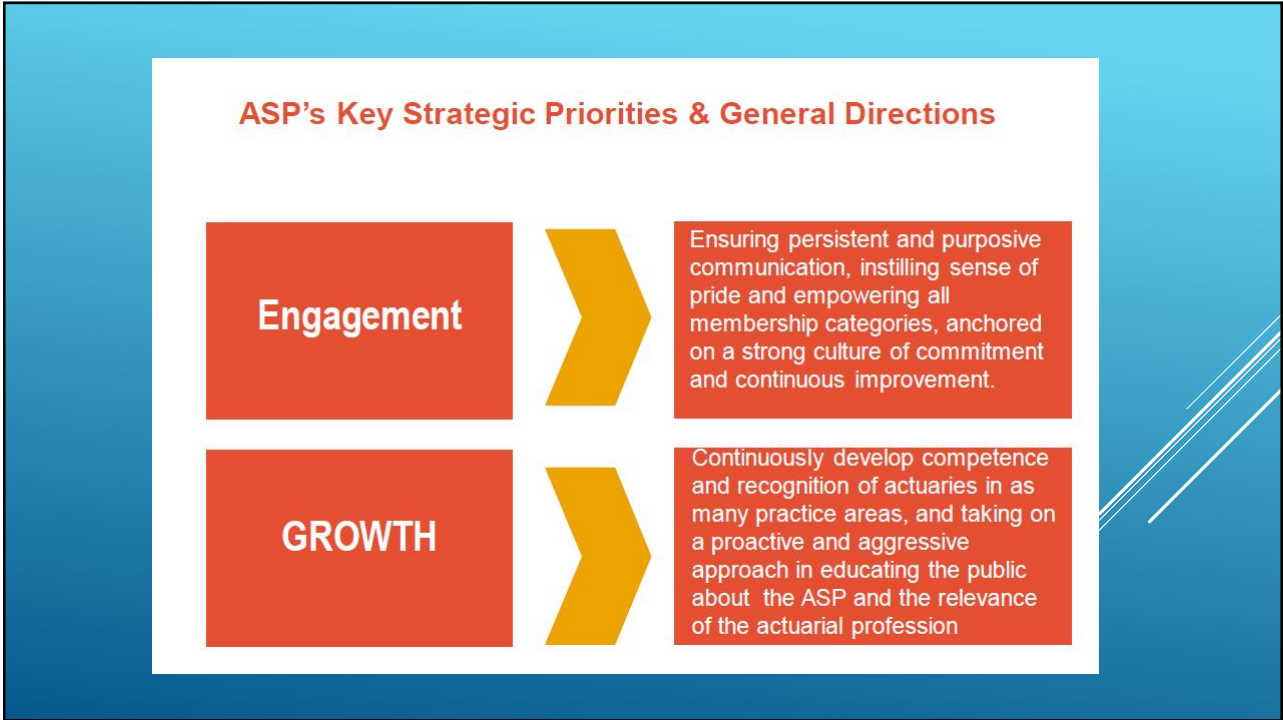 ASP's Key Strategic Priorities & General Directions
Engagement
Ensuring persistent and purposive
communication, instilling sense of
pride and empowering all
membership categories, anchored
on a strong culture of commitment
and continuous improvement.
GROWTH
Continuously develop competence
and recognition of actuaries in as
many practice areas, and taking on
a proactive and aggressive
approach in educating the public
about the ASP and the relevance
of the actuarial profession